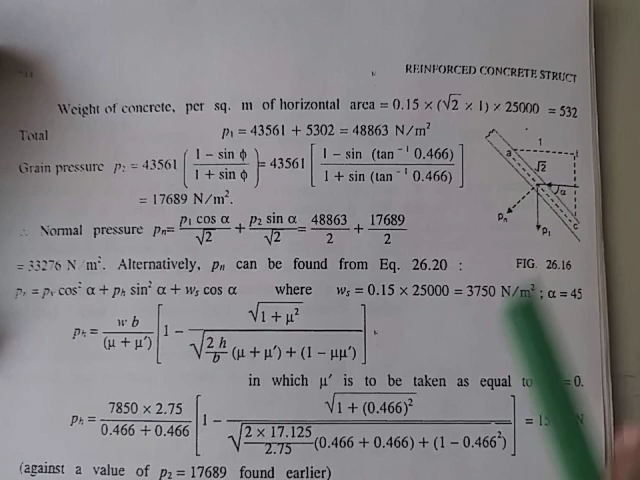 REINFORCED CONCRETE STRUCT
Weight of concrete, per sq. m of horizontal area = 0.15 × (√2 × 1) × 25000 = 532
Total p₁ = 43561 + 5302 = 48863 N/m²
Grain pressure p₂ = 43561 ( (1 − sin ϕ) / (1 + sin ϕ) ) = 43561 [ (1 − sin (tan⁻¹ 0.466)) / (1 + sin (tan⁻¹ 0.466)) ]
= 17689 N/m².
∴ Normal pressure pₙ = p₁ cos α / √2 + p₂ sin α / √2 = 48863 / 2 + 17689 / 2
1
a
√2
α
pₙ
p₁
c
= 33276 N m². Alternatively, pₙ can be found from Eq. 26.20 :
FIG. 26.16
pᵥ cos² α + pₕ sin² α + wₛ cos α where wₛ = 0.15 × 25000 = 3750 N/m² ; α = 45
pₕ = w b / (μ + μ′) [ 1 − √(1 + μ²) / √( (2 h / b) (μ + μ′) + (1 − μμ′) ) ]
in which μ′ is to be taken as equal to = 0.
pₕ = 7850 × 2.75 / (0.466 + 0.466) [ 1 − √(1 + (0.466)²) / √( (2 × 17.125 / 2.75) (0.466 + 0.466) + (1 − 0.466²) ) ] =
(against a value of p₂ = 17689 found earlier)